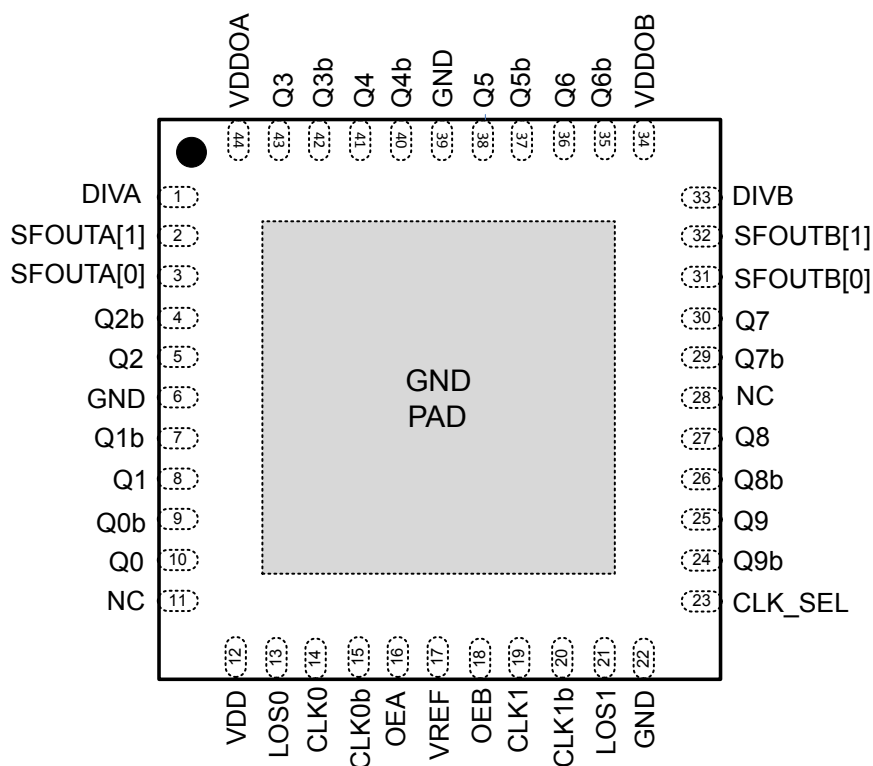 VDDOA
Q3
Q3b
Q4
Q4b
GND
Q5
Q5b
Q6
Q6b
VDDOB
44
43
42
41
40
39
38
37
36
35
34
DIVA 1
SFOUTA[1] 2
SFOUTA[0] 3
Q2b 4
Q2 5
GND 6
Q1b 7
Q1 8
Q0b 9
Q0 10
NC 11
GND
PAD
33 DIVB
32 SFOUTB[1]
31 SFOUTB[0]
30 Q7
29 Q7b
28 NC
27 Q8
26 Q8b
25 Q9
24 Q9b
23 CLK_SEL
12
13
14
15
16
17
18
19
20
21
22
VDD
LOS0
CLK0
CLK0b
OEA
VREF
OEB
CLK1
CLK1b
LOS1
GND